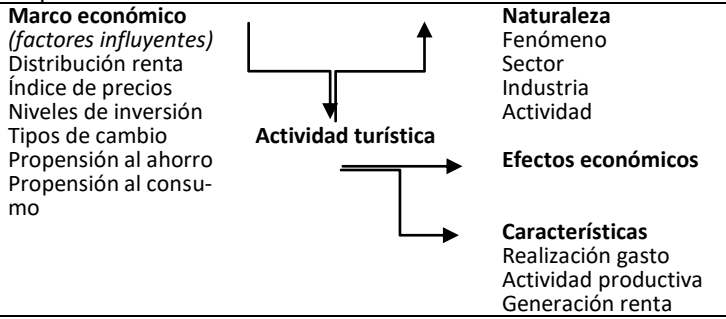 Marco económico
(factores influyentes)
Distribución renta
Índice de precios
Niveles de inversión
Tipos de cambio
Propensión al ahorro
Propensión al consu-
mo
Actividad turística
Naturaleza
Fenómeno
Sector
Industria
Actividad
Efectos económicos
Características
Realización gasto
Actividad productiva
Generación renta